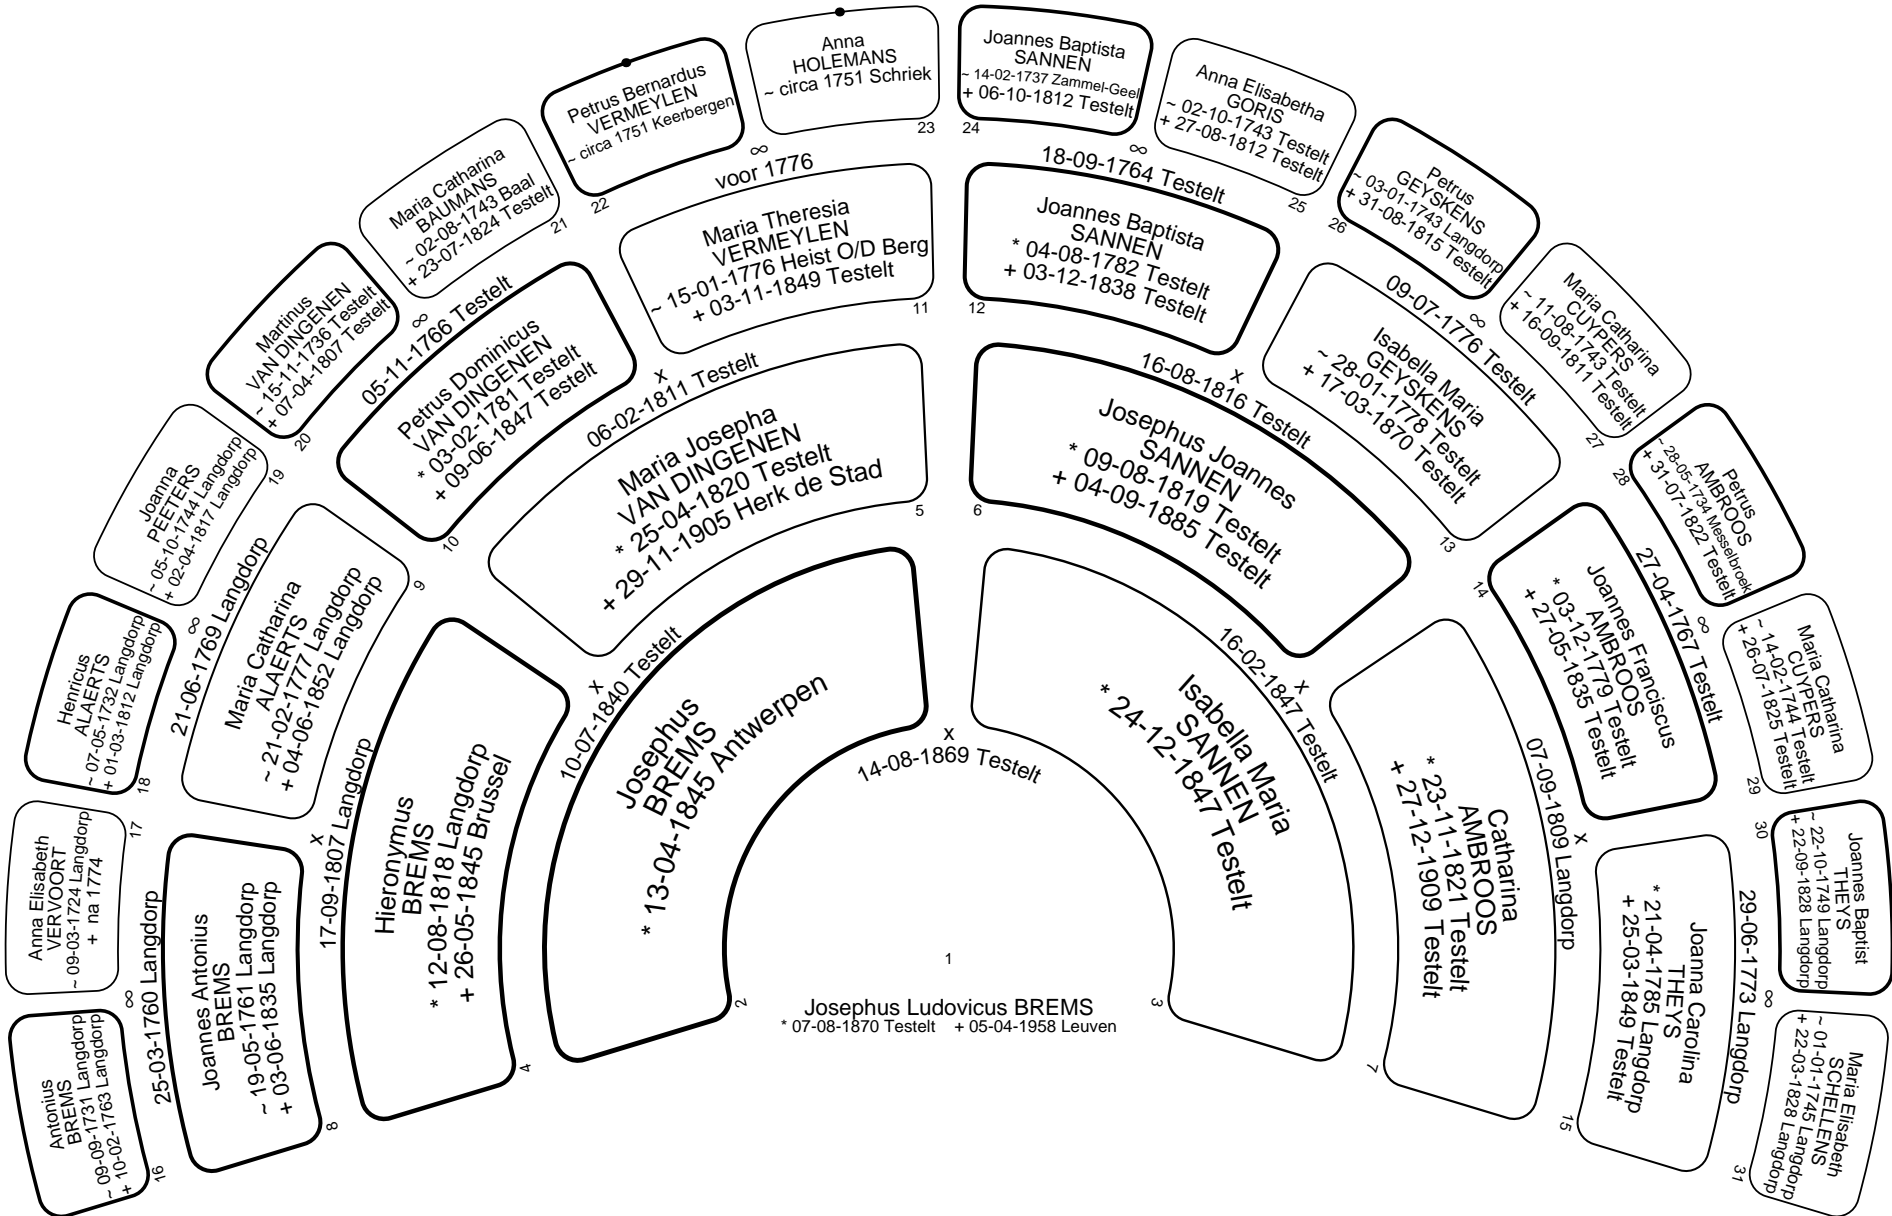 1
Josephus Ludovicus BREMS
* 07-08-1870 Testelt + 05-04-1958 Leuven
2
Josephus
BREMS
* 13-04-1845 Antwerpen
x
14-08-1869 Testelt
3
Isabella Maria
SANNEN
* 24-12-1847 Testelt
4
Hieronymus
BREMS
* 12-08-1818 Langdorp
+ 26-05-1845 Brussel
x
10-07-1840 Testelt
5
Maria Josepha
VAN DINGENEN
* 25-04-1820 Testelt
+ 29-11-1905 Herk de Stad
6
Josephus Joannes
SANNEN
* 09-08-1819 Testelt
+ 04-09-1885 Testelt
x
16-02-1847 Testelt
7
Catharina
AMBROOS
* 23-11-1821 Testelt
+ 27-12-1909 Testelt
8
Joannes Antonius
BREMS
~ 19-05-1761 Langdorp
+ 03-06-1835 Langdorp
x
17-09-1807 Langdorp
9
Maria Catharina
ALAERTS
~ 21-02-1777 Langdorp
+ 04-06-1852 Langdorp
10
Petrus Dominicus
VAN DINGENEN
* 03-02-1781 Testelt
+ 09-06-1847 Testelt
x
06-02-1811 Testelt
11
Maria Theresia
VERMEYLEN
~ 15-01-1776 Heist O/D Berg
+ 03-11-1849 Testelt
12
Joannes Baptista
SANNEN
* 04-08-1782 Testelt
+ 03-12-1838 Testelt
x
16-08-1816 Testelt
13
Isabella Maria
GEYSKENS
~ 28-01-1778 Testelt
+ 17-03-1870 Testelt
14
Joannes Franciscus
AMBROOS
* 03-12-1779 Testelt
+ 27-05-1835 Testelt
x
07-09-1809 Langdorp
15
Joanna Carolina
THEYS
* 21-04-1785 Langdorp
+ 25-03-1849 Testelt
16
Antonius
BREMS
~ 09-09-1731 Langdorp
+ 10-02-1763 Langdorp
∞
25-03-1760 Langdorp
17
Anna Elisabeth
VERVOORT
~ 09-03-1724 Langdorp
+ na 1774
18
Henricus
ALAERTS
~ 07-05-1732 Langdorp
+ 01-03-1812 Langdorp
∞
21-06-1769 Langdorp
19
Joanna
PEETERS
~ 05-10-1744 Langdorp
+ 02-04-1817 Langdorp
20
Martinus
VAN DINGENEN
~ 15-11-1736 Testelt
+ 07-04-1807 Testelt
∞
05-11-1766 Testelt
21
Maria Catharina
BAUMANS
~ 02-08-1743 Baal
+ 23-07-1824 Testelt
22
Petrus Bernardus
VERMEYLEN
~ circa 1751 Keerbergen
∞
voor 1776
23
Anna
HOLEMANS
~ circa 1751 Schriek
24
Joannes Baptista
SANNEN
~ 14-02-1737 Zammel-Geel
+ 06-10-1812 Testelt
∞
18-09-1764 Testelt
25
Anna Elisabetha
GORIS
~ 02-10-1743 Testelt
+ 27-08-1812 Testelt
26
Petrus
GEYSKENS
~ 03-01-1743 Langdorp
+ 31-08-1815 Testelt
∞
09-07-1776 Testelt
27
Maria Catharina
CUYPERS
~ 11-08-1743 Testelt
+ 16-09-1811 Testelt
28
Petrus
AMBROOS
~ 28-05-1734 Messelbroek
+ 31-07-1822 Testelt
∞
27-04-1767 Testelt
29
Maria Catharina
CUYPERS
~ 14-02-1744 Testelt
+ 26-07-1825 Testelt
30
Joannes Baptist
THEYS
~ 22-10-1749 Langdorp
+ 22-09-1828 Langdorp
∞
29-06-1773 Langdorp
31
Maria Elisabeth
SCHELLENS
~ 01-01-1745 Langdorp
+ 22-03-1828 Langdorp